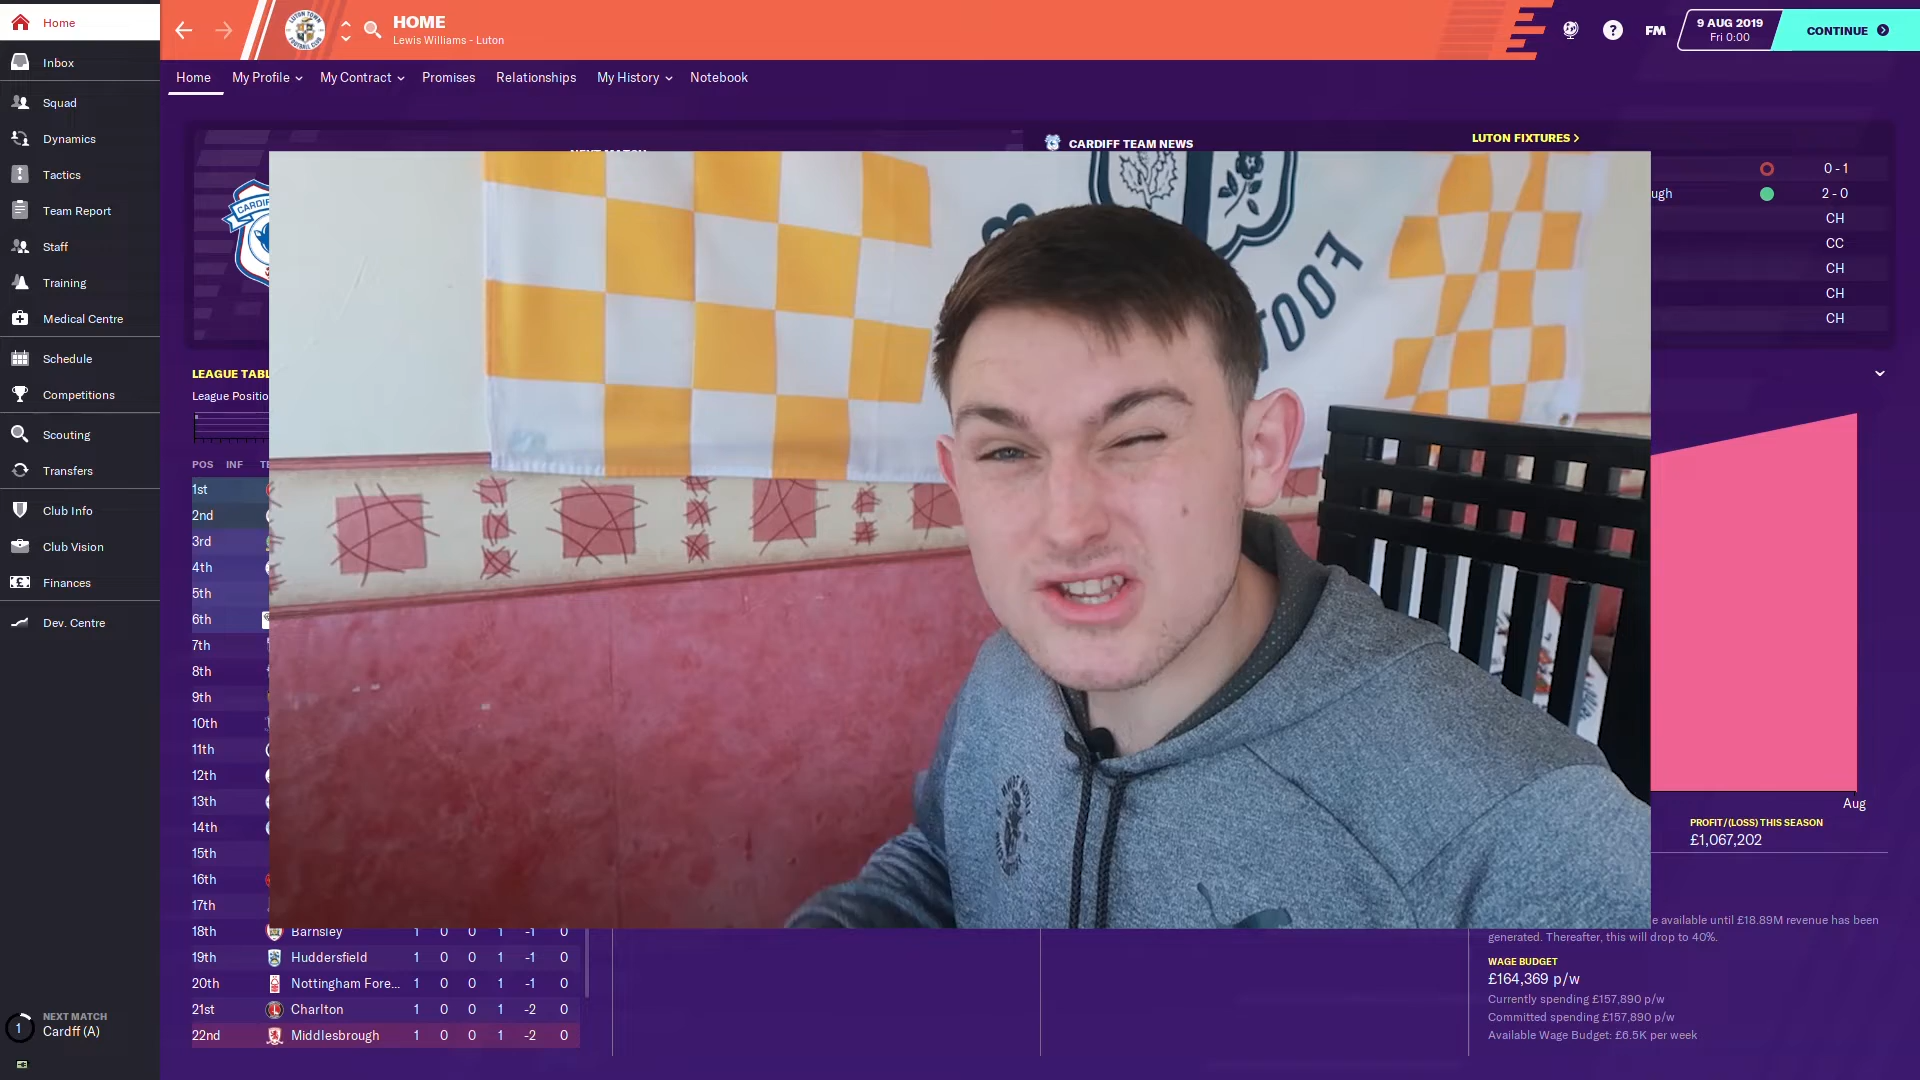 Home
Inbox
Squad
Dynamics
Tactics
Team Report
Staff
Training
Medical Centre
Schedule
Competitions
Scouting
Transfers
Club Info
Club Vision
Finances
Dev. Centre
1
NEXT MATCH
Cardff (A)
HOME
Lewis Williams - Luton
FM
9 AUG 2019
Fri 0:00
CONTINUE
Home
My Profile
My Contract
Promises
Relationships
My History
Notebook
CARDIFF TEAM NEWS
LUTON FIXTURES >
0 - 1
ugh 2 - 0
CH
CC
CH
CH
CH
FOOT
LEAGUE TABL
League Positio
POS INF TE
1st
2nd
3rd
4th
5th
6th
7th
8th
9th
10th
11th
12th
13th
14th
15th
16th
17th
18th Barnsley 1 0 0 1 -1 0
19th Huddersfield 1 0 0 1 -1 0
20th Nottingham Fore... 1 0 0 1 -1 0
21st Charlton 1 0 0 1 -2 0
22nd Middlesbrough 1 0 0 1 -2 0
Aug
PROFIT/(LOSS) THIS SEASON
£1,067,202
e available until £18.89M revenue has been
generated. Thereafter, this will drop to 40%.
WAGE BUDGET
£164,369 p/w
Currently spending £157,890 p/w
Committed spending £157,890 p/w
Available Wage Budget: £6.5K per week